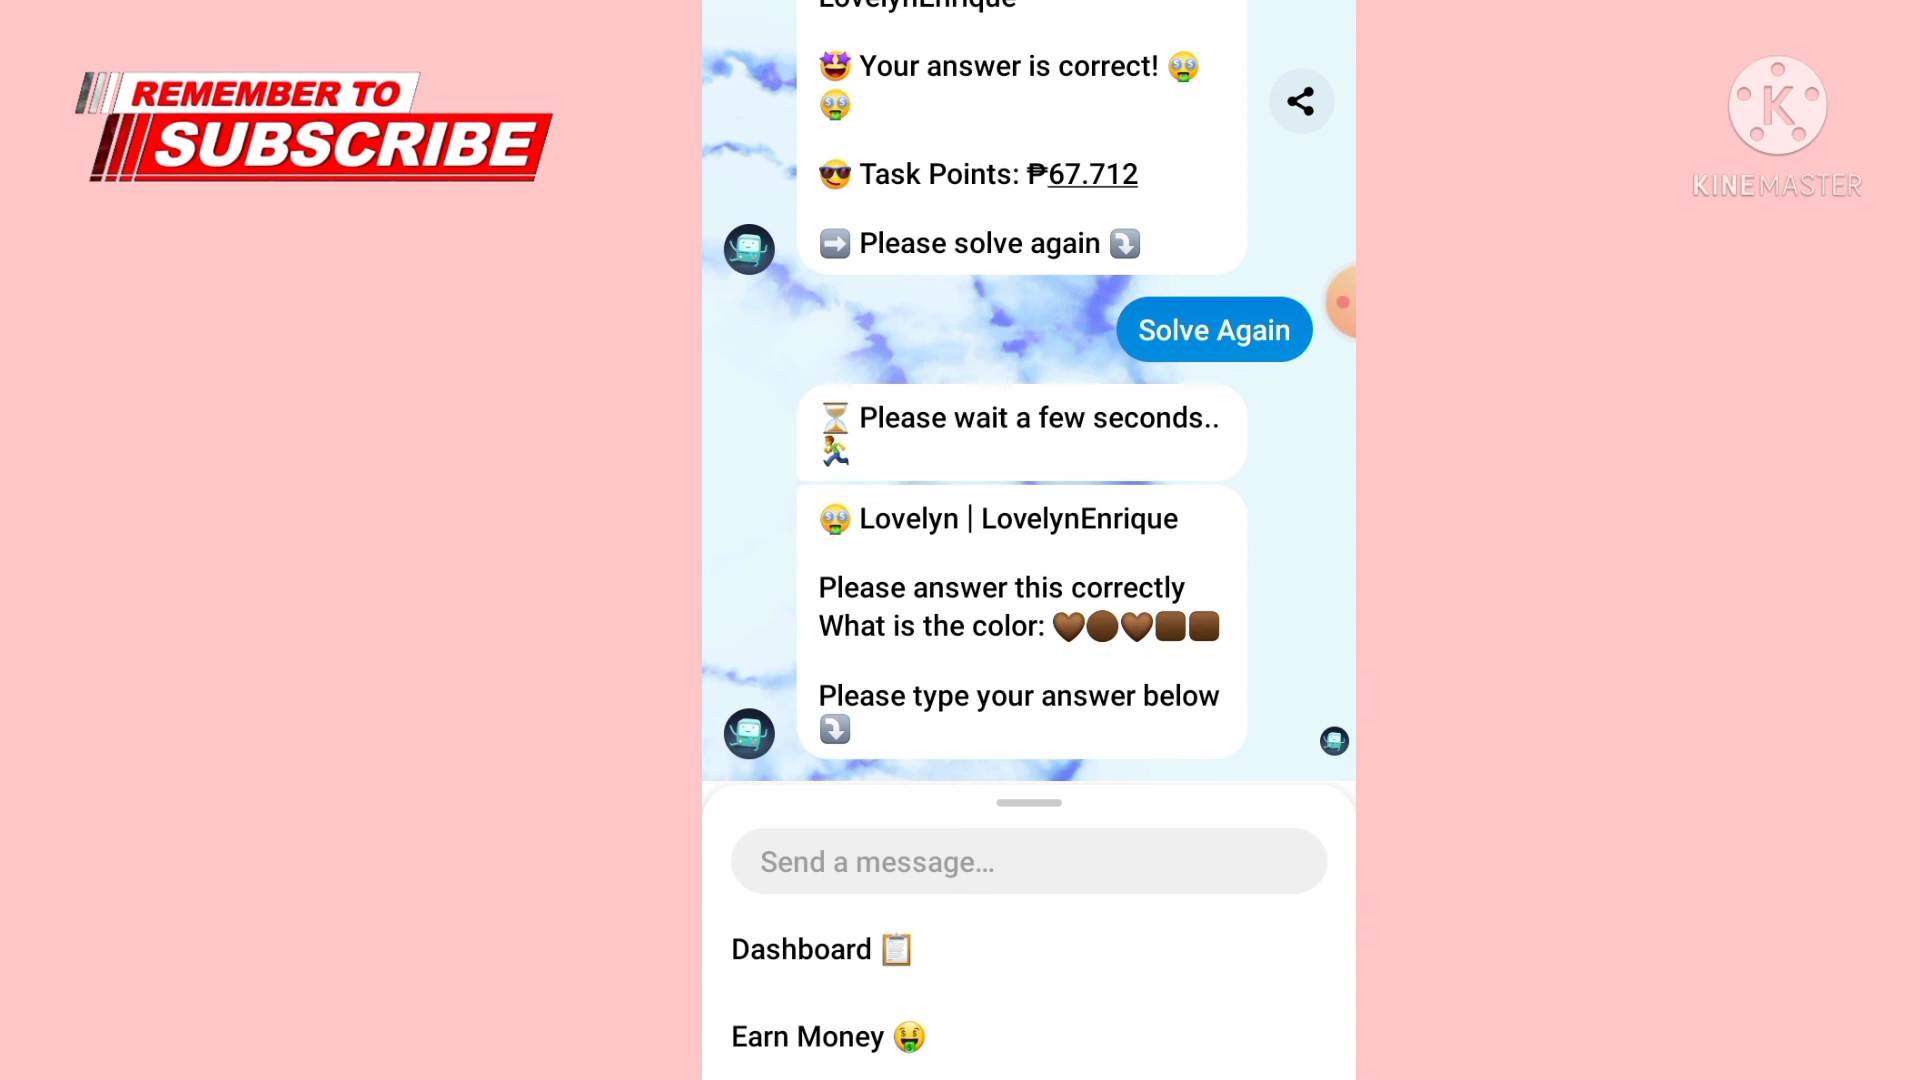 LovelynEnrique
REMEMBER TO
SUBSCRIBE
🤩 Your answer is correct! 🤑
🤑
😎 Task Points: ₱67.712
➡️ Please solve again ⤵️
Solve Again
⏳ Please wait a few seconds..
🏃‍♂️
🤑 Lovelyn | LovelynEnrique
Please answer this correctly
What is the color: 🤎🟤🤎🟫🟫
Please type your answer below
⤵️
Send a message...
Dashboard 📋
Earn Money 🤑
K
KINEMASTER